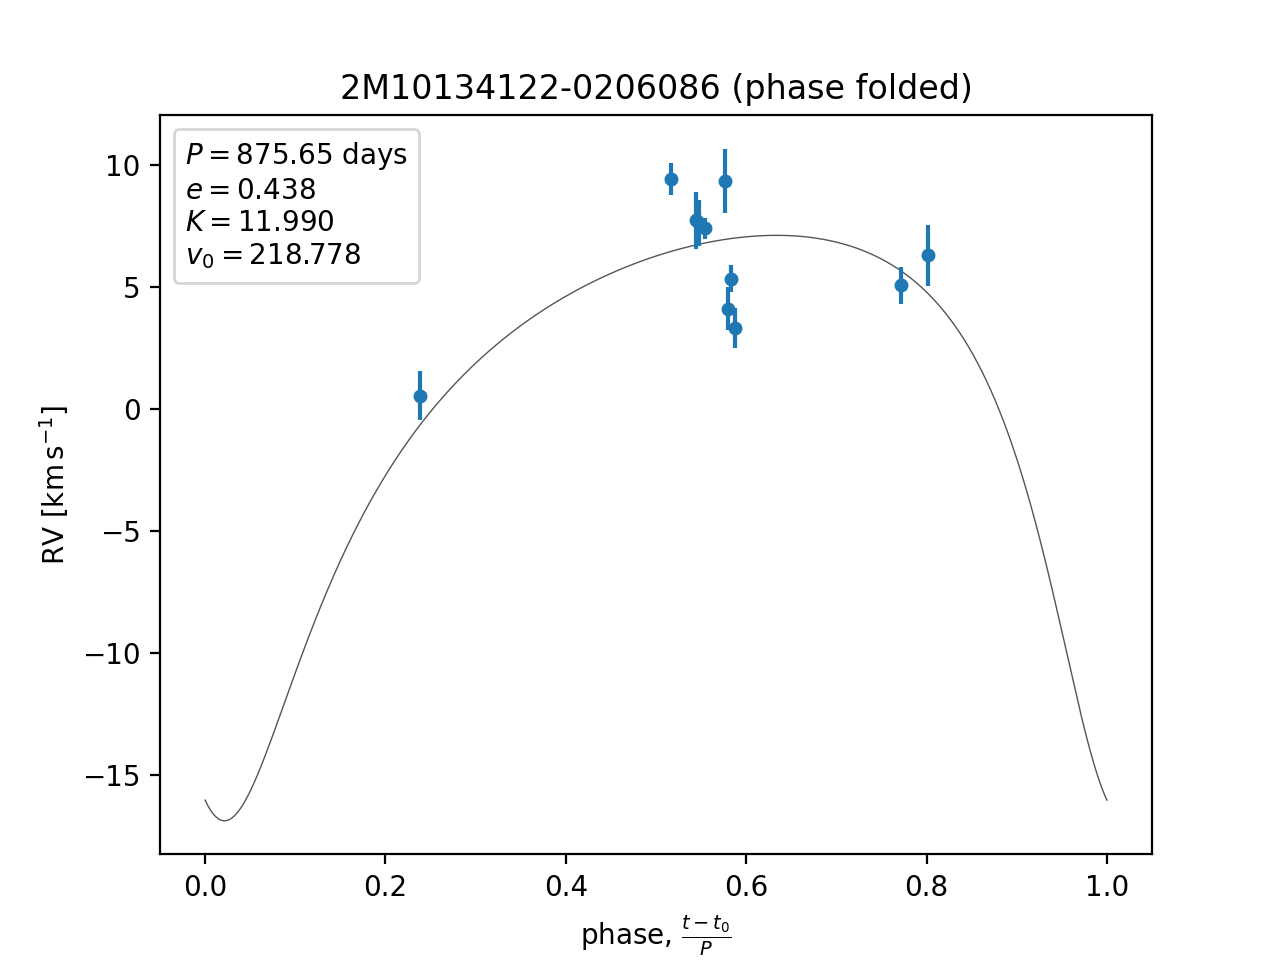 2M10134122-0206086 (phase folded)
P = 875.65 days
e = 0.438
K = 11.990
v₀ = 218.778
10
5
0
−5
−10
−15
RV [km s⁻¹]
0.0 0.2 0.4 0.6 0.8 1.0
phase, (t − t₀)/P